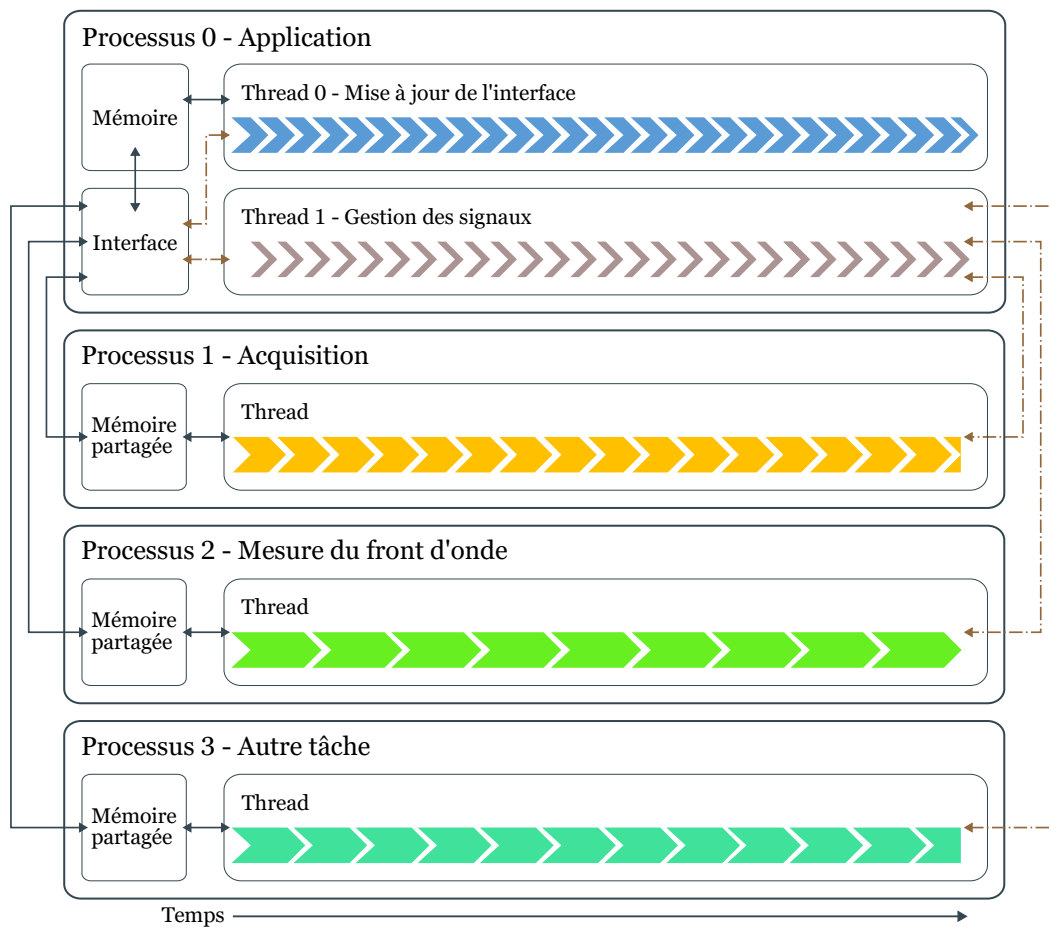 Processus 0 - Application
Mémoire
Thread 0 - Mise à jour de l'interface
Interface
Thread 1 - Gestion des signaux
Processus 1 - Acquisition
Mémoire
partagée
Thread
Processus 2 - Mesure du front d'onde
Mémoire
partagée
Thread
Processus 3 - Autre tâche
Mémoire
partagée
Thread
Temps